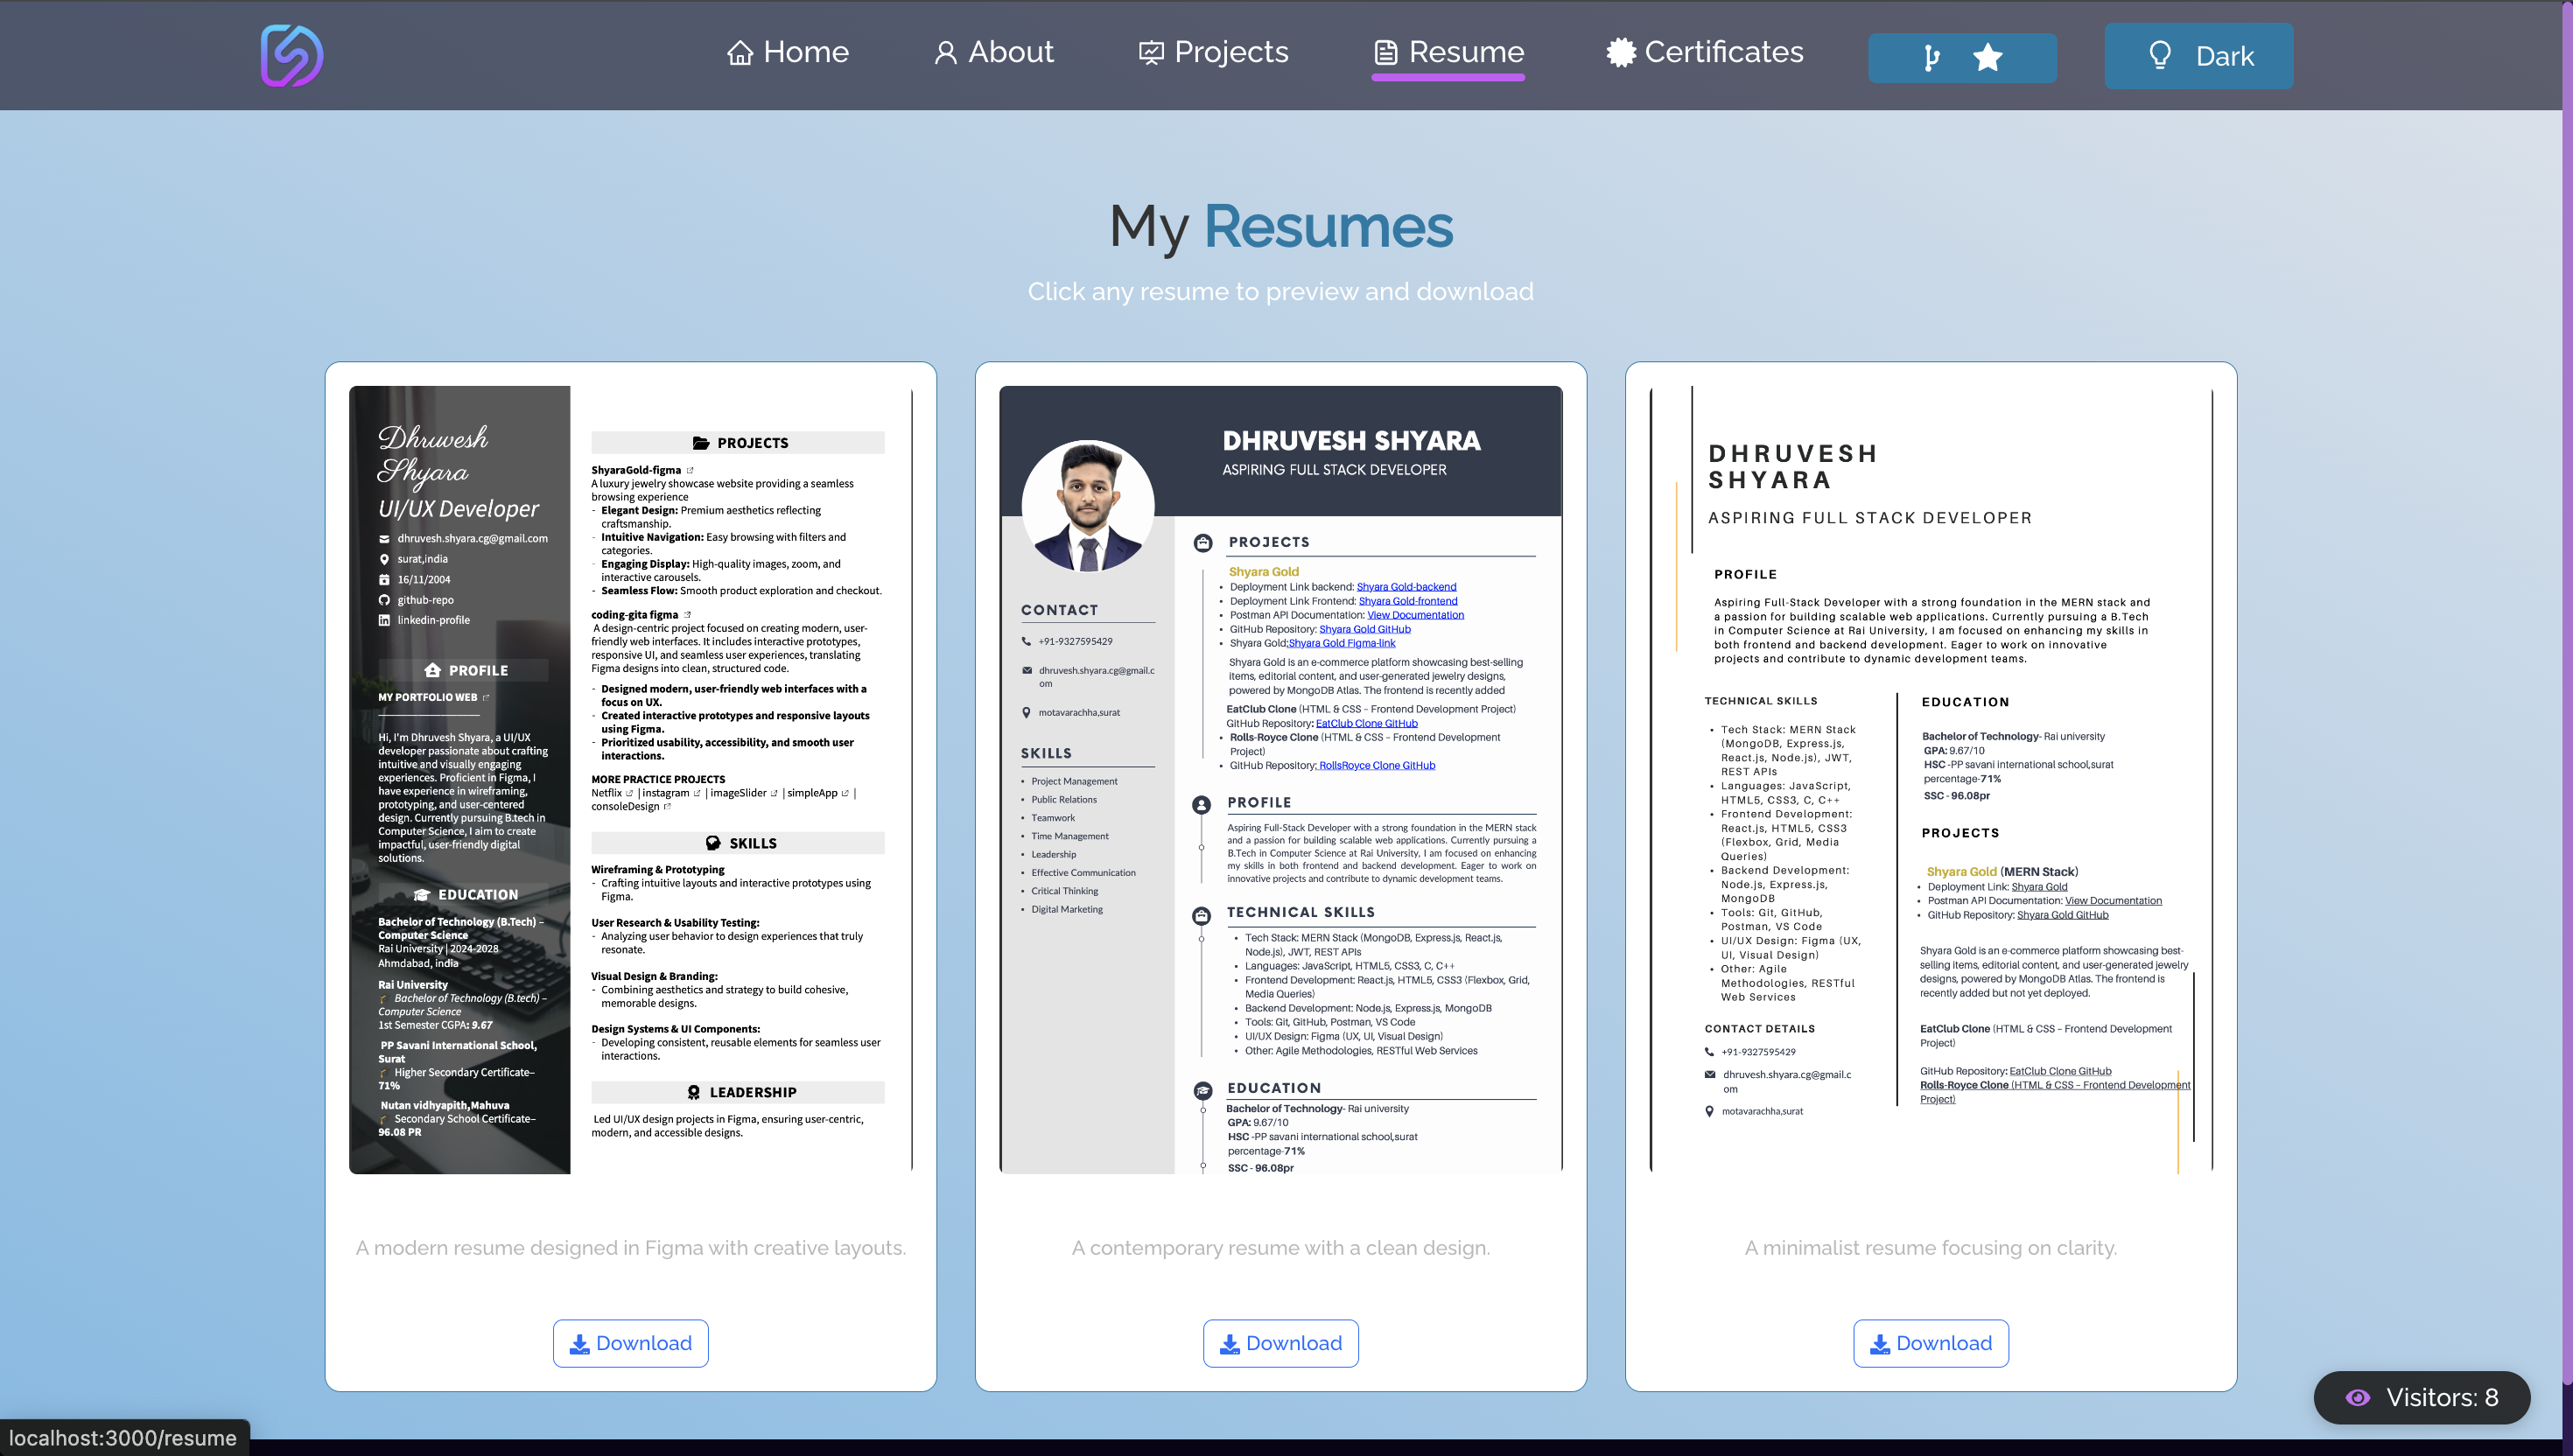 Home
About
Projects
Resume
Certificates
Dark
My Resumes
Click any resume to preview and download
Dhruvesh
Shyara
UI/UX Developer
dhruvesh.shyara.cg@gmail.com
surat,india
16/11/2004
github-repo
linkedin-profile
PROFILE
MY PORTFOLIO WEB
Hi, I'm Dhruvesh Shyara, a UI/UX
developer passionate about crafting
intuitive and visually engaging
experiences. Proficient in Figma, I
have experience in wireframing,
prototyping, and user-centered
design. Currently pursuing B.tech in
Computer Science, I aim to create
impactful, user-friendly digital
solutions.
EDUCATION
Bachelor of Technology (B.Tech) –
Computer Science
Rai University | 2024-2028
Ahmdabad, india
Rai University
Bachelor of Technology (B.tech) –
Computer Science
1st Semester CGPA: 9.67
PP Savani International School,
Surat
Higher Secondary Certificate–
71%
Nutan vidhyapith,Mahuva
Secondary School Certificate–
96.08 PR
PROJECTS
ShyaraGold-figma
A luxury jewelry showcase website providing a seamless
browsing experience
- Elegant Design: Premium aesthetics reflecting
craftsmanship.
- Intuitive Navigation: Easy browsing with filters and
categories.
- Engaging Display: High-quality images, zoom, and
interactive carousels.
- Seamless Flow: Smooth product exploration and checkout.
coding-gita figma
A design-centric project focused on creating modern, user-
friendly web interfaces. It includes interactive prototypes,
responsive UI, and seamless user experiences, translating
Figma designs into clean, structured code.
- Designed modern, user-friendly web interfaces with a
focus on UX.
- Created interactive prototypes and responsive layouts
using Figma.
- Prioritized usability, accessibility, and smooth user
interactions.
MORE PRACTICE PROJECTS
Netflix | instagram | imageSlider | simpleApp |
consoleDesign
SKILLS
Wireframing & Prototyping
- Crafting intuitive layouts and interactive prototypes using
Figma.
User Research & Usability Testing:
- Analyzing user behavior to design experiences that truly
resonate.
Visual Design & Branding:
- Combining aesthetics and strategy to build cohesive,
memorable designs.
Design Systems & UI Components:
- Developing consistent, reusable elements for seamless user
interactions.
LEADERSHIP
Led UI/UX design projects in Figma, ensuring user-centric,
modern, and accessible designs.
A modern resume designed in Figma with creative layouts.
Download
DHRUVESH SHYARA
ASPIRING FULL STACK DEVELOPER
CONTACT
+91-9327595429
dhruvesh.shyara.cg@gmail.c
om
motavarachha,surat
SKILLS
• Project Management
• Public Relations
• Teamwork
• Time Management
• Leadership
• Effective Communication
• Critical Thinking
• Digital Marketing
PROJECTS
Shyara Gold
• Deployment Link backend: Shyara Gold-backend
• Deployment Link Frontend: Shyara Gold-frontend
• Postman API Documentation: View Documentation
• GitHub Repository: Shyara Gold GitHub
• Shyara Gold:Shyara Gold Figma-link
Shyara Gold is an e-commerce platform showcasing best-selling
items, editorial content, and user-generated jewelry designs,
powered by MongoDB Atlas. The frontend is recently added
EatClub Clone (HTML & CSS – Frontend Development Project)
GitHub Repository: EatClub Clone GitHub
• Rolls-Royce Clone (HTML & CSS – Frontend Development
Project)
• GitHub Repository: RollsRoyce Clone GitHub
PROFILE
Aspiring Full-Stack Developer with a strong foundation in the MERN stack
and a passion for building scalable web applications. Currently pursuing a
B.Tech in Computer Science at Rai University, I am focused on enhancing
my skills in both frontend and backend development. Eager to work on
innovative projects and contribute to dynamic development teams.
TECHNICAL SKILLS
• Tech Stack: MERN Stack (MongoDB, Express.js, React.js,
Node.js), JWT, REST APIs
• Languages: JavaScript, HTML5, CSS3, C, C++
• Frontend Development: React.js, HTML5, CSS3 (Flexbox, Grid,
Media Queries)
• Backend Development: Node.js, Express.js, MongoDB
• Tools: Git, GitHub, Postman, VS Code
• UI/UX Design: Figma (UX, UI, Visual Design)
• Other: Agile Methodologies, RESTful Web Services
EDUCATION
Bachelor of Technology- Rai university
GPA: 9.67/10
HSC -PP savani international school,surat
percentage-71%
SSC - 96.08pr
A contemporary resume with a clean design.
Download
DHRUVESH
SHYARA
ASPIRING FULL STACK DEVELOPER
PROFILE
Aspiring Full-Stack Developer with a strong foundation in the MERN stack and
a passion for building scalable web applications. Currently pursuing a B.Tech
in Computer Science at Rai University, I am focused on enhancing my skills in
both frontend and backend development. Eager to work on innovative
projects and contribute to dynamic development teams.
TECHNICAL SKILLS
• Tech Stack: MERN Stack
(MongoDB, Express.js,
React.js, Node.js), JWT,
REST APIs
• Languages: JavaScript,
HTML5, CSS3, C, C++
• Frontend Development:
React.js, HTML5, CSS3
(Flexbox, Grid, Media
Queries)
• Backend Development:
Node.js, Express.js,
MongoDB
• Tools: Git, GitHub,
Postman, VS Code
• UI/UX Design: Figma (UX,
UI, Visual Design)
• Other: Agile
Methodologies, RESTful
Web Services
CONTACT DETAILS
+91-9327595429
dhruvesh.shyara.cg@gmail.c
om
motavarachha,surat
EDUCATION
Bachelor of Technology- Rai university
GPA: 9.67/10
HSC -PP savani international school,surat
percentage-71%
SSC - 96.08pr
PROJECTS
Shyara Gold (MERN Stack)
• Deployment Link: Shyara Gold
• Postman API Documentation: View Documentation
• GitHub Repository: Shyara Gold GitHub
Shyara Gold is an e-commerce platform showcasing best-
selling items, editorial content, and user-generated jewelry
designs, powered by MongoDB Atlas. The frontend is
recently added but not yet deployed.
EatClub Clone (HTML & CSS – Frontend Development
Project)
GitHub Repository: EatClub Clone GitHub
Rolls-Royce Clone (HTML & CSS – Frontend Development
Project)
A minimalist resume focusing on clarity.
Download
Visitors: 8
localhost:3000/resume